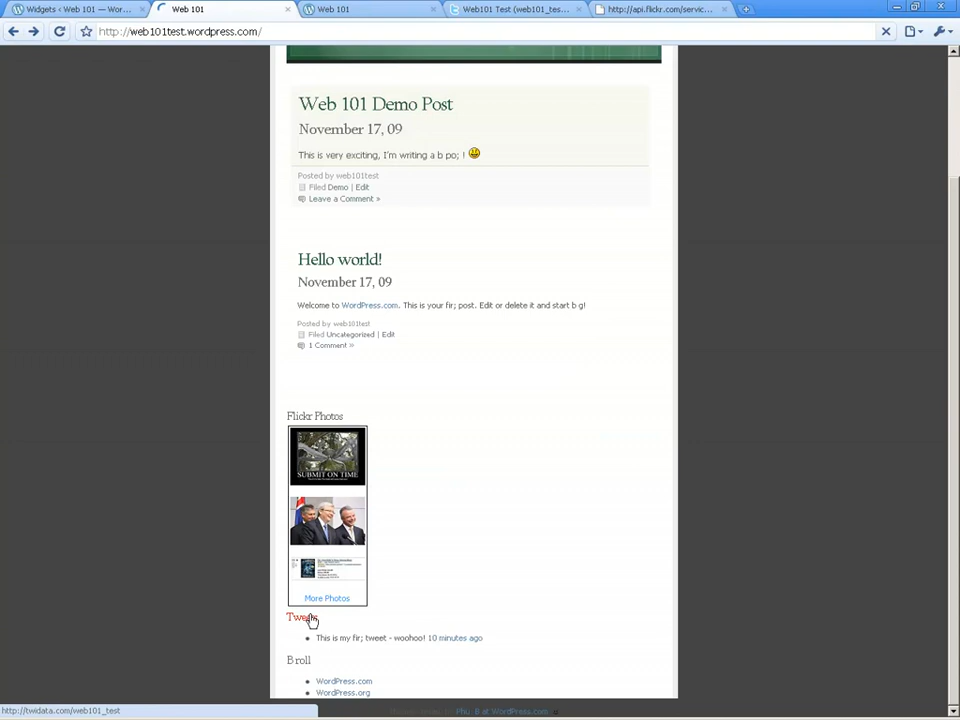 Widgets ‹ Web 101 — Wor...
Web 101
Web 101
Web101 Test (web101_tes...
http://api.flickr.com/servic...
http://web101test.wordpress.com/
Web 101 Demo Post
November 17, 09
This is very exciting, I'm writing a b po; !
Posted by web101test
Filed Demo | Edit
Leave a Comment »
Hello world!
November 17, 09
Welcome to WordPress.com. This is your fir; post. Edit or delete it and start b g!
Posted by web101test
Filed Uncategorized | Edit
1 Comment »
Flickr Photos
SUBMIT ON TIME
More Photos
Tweets
This is my fir; tweet - woohoo! 10 minutes ago
B roll
WordPress.com
WordPress.org
http://twidata.com/web101_test
B at WordPress.com